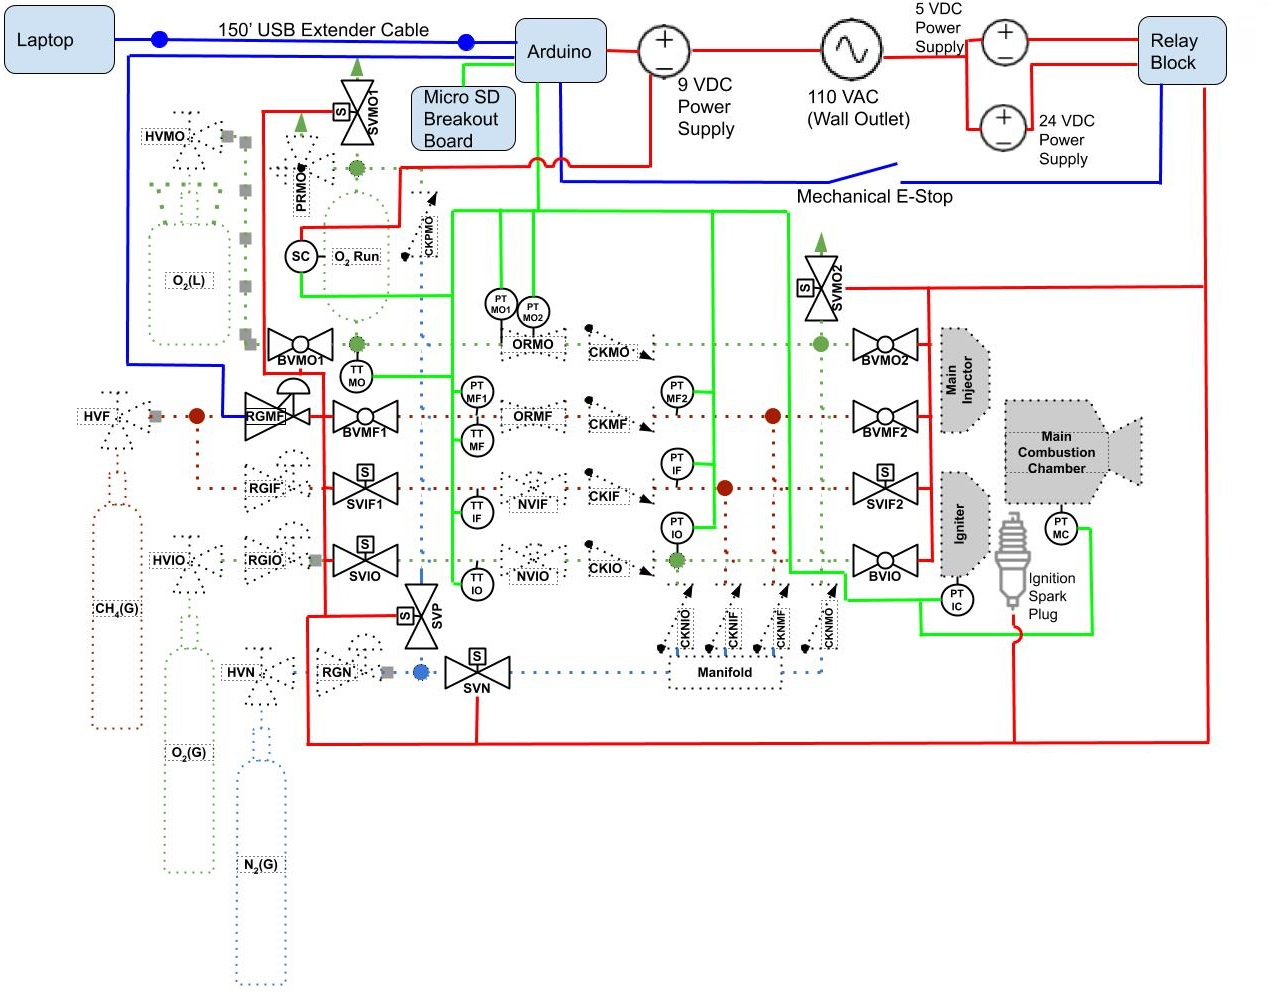 Laptop
150’ USB Extender Cable
Arduino
5 VDC
Power
Supply
Relay
Block
Micro SD
Breakout
Board
9 VDC
Power
Supply
110 VAC
(Wall Outlet)
24 VDC
Power
Supply
Mechanical E-Stop
S
SVMO1
HVMO
PRMO
CKPMO
O2(L)
SC
O2 Run
S
SVMO2
PT
MO1
PT
MO2
BVMO1
ORMO
CKMO
BVMO2
Main
Injector
TT
MO
PT
MF1
PT
MF2
HVF
RGMF
BVMF1
ORMF
CKMF
BVMF2
TT
MF
Main
Combustion
Chamber
PT
IF
S
S
RGIF
SVIF1
NVIF
CKIF
SVIF2
TT
IF
PT
IO
Igniter
PT
MC
S
HVIO
RGIO
SVIO
NVIO
CKIO
BVIO
TT
IO
PT
IC
Ignition
Spark
Plug
CH4(G)
S
SVP
CKNIO
CKNIF
CKNMF
CKNMO
HVN
RGN
S
SVN
Manifold
O2(G)
N2(G)